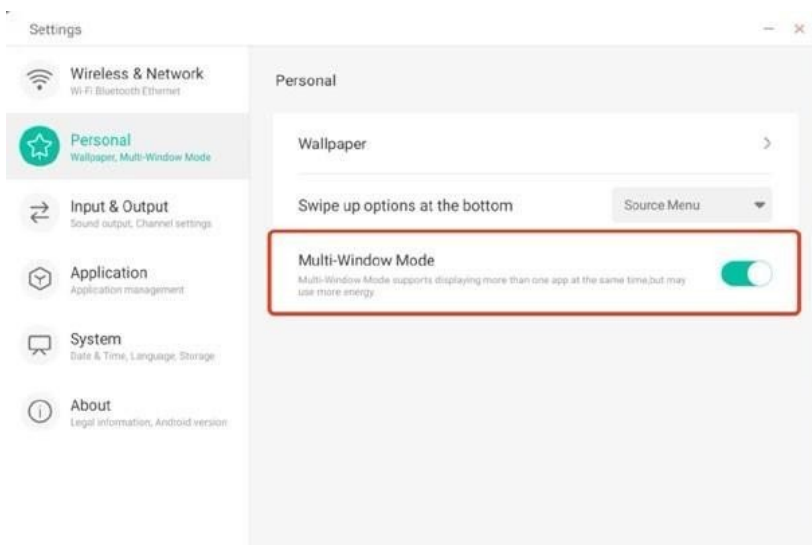 Settings
Wireless & Network
Wi-Fi Bluetooth Ethernet
Personal
Wallpaper, Multi-Window Mode
Input & Output
Sound output, Channel settings
Application
Application management
System
Date & Time, Language, Storage
About
Legal information, Android version
Personal
Wallpaper
Swipe up options at the bottom
Source Menu
Multi-Window Mode
Multi-Window Mode supports displaying more than one app at the same time,but may
use more energy.